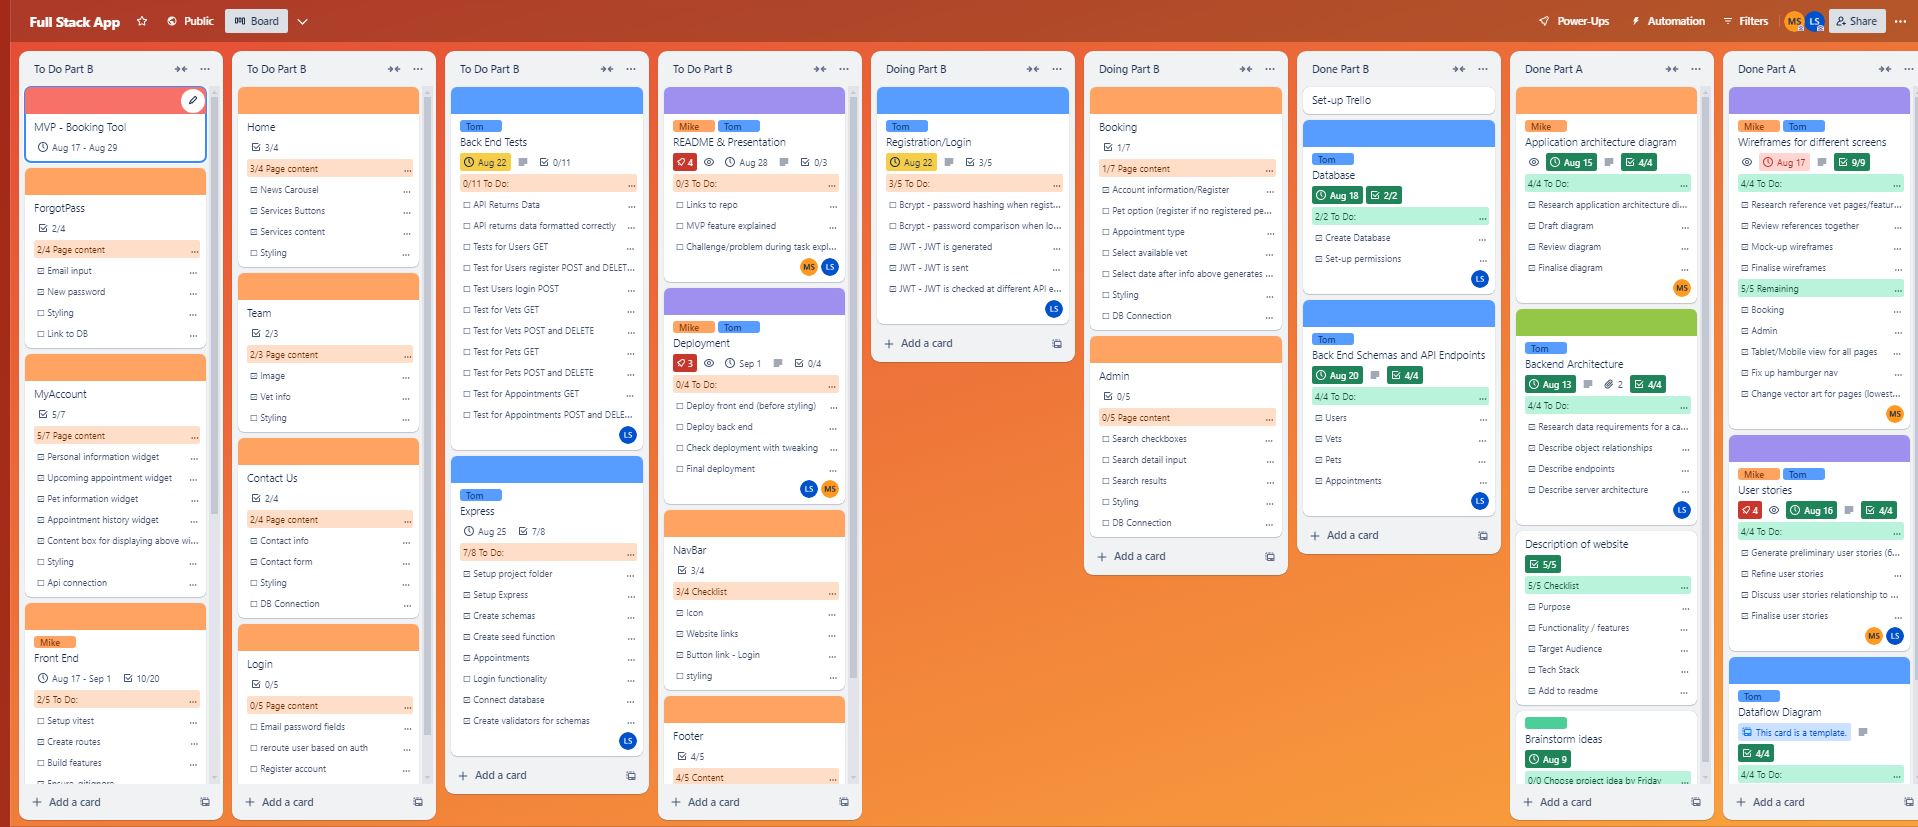 Full Stack App
Public
Board
Power-Ups
Automation
Filters
MS
LS
Share
To Do Part B
MVP - Booking Tool
Aug 17 - Aug 29
ForgotPass
2/4
2/4 Page content
Email input
New password
Styling
Link to DB
MyAccount
5/7
5/7 Page content
Personal information widget
Upcoming appointment widget
Pet information widget
Appointment history widget
Content box for displaying above wi...
Styling
Api connection
Mike
Front End
Aug 17 - Sep 1
10/20
2/5 To Do:
Setup vitest
Create routes
Build features
Ensure .gitignore
Add a card
To Do Part B
Home
3/4
3/4 Page content
News Carousel
Services Buttons
Services content
Styling
Team
2/3
2/3 Page content
Image
Vet info
Styling
Contact Us
2/4
2/4 Page content
Contact info
Contact form
Styling
DB Connection
Login
0/5
0/5 Page content
Email password fields
reroute user based on auth
Register account
Add a card
To Do Part B
Tom
Back End Tests
Aug 22
0/11
0/11 To Do:
API Returns Data
API returns data formatted correctly
Tests for Users GET
Test for Users register POST and DELET...
Test Users login POST
Test for Vets GET
Test for Vets POST and DELETE
Test for Pets GET
Test for Pets POST and DELETE
Test for Appointments GET
Test for Appointments POST and DELE...
LS
Tom
Express
Aug 25
7/8
7/8 To Do:
Setup project folder
Setup Express
Create schemas
Create seed function
Appointments
Login functionality
Connect database
Create validators for schemas
LS
Add a card
To Do Part B
Mike
Tom
README & Presentation
4
Aug 28
0/3
0/3 To Do:
Links to repo
MVP feature explained
Challenge/problem during task expl...
MS
LS
Mike
Tom
Deployment
3
Sep 1
0/4
0/4 To Do:
Deploy front end (before styling)
Deploy back end
Check deployment with tweaking
Final deployment
LS
MS
NavBar
3/4
3/4 Checklist
Icon
Website links
Button link - Login
styling
Footer
4/5
4/5 Content
Add a card
Doing Part B
Tom
Registration/Login
Aug 22
3/5
3/5 To Do:
Bcrypt - password hashing when regist...
Bcrypt - password comparison when lo...
JWT - JWT is generated
JWT - JWT is sent
JWT - JWT is checked at different API e...
LS
Add a card
Doing Part B
Booking
1/7
1/7 Page content
Account information/Register
Pet option (register if no registered pe...
Appointment type
Select available vet
Select date after info above generates ...
Styling
DB Connection
Admin
0/5
0/5 Page content
Search checkboxes
Search detail input
Search results
Styling
DB Connection
Add a card
Done Part B
Set-up Trello
Tom
Database
Aug 18
2/2
2/2 To Do:
Create Database
Set-up permissions
LS
Tom
Back End Schemas and API Endpoints
Aug 20
4/4
4/4 To Do:
Users
Vets
Pets
Appointments
LS
Add a card
Done Part A
Mike
Application architecture diagram
Aug 15
4/4
4/4 To Do:
Research application architecture di...
Draft diagram
Review diagram
Finalise diagram
MS
Tom
Backend Architecture
Aug 13
2
4/4
4/4 To Do:
Research data requirements for a ca...
Describe object relationships
Describe endpoints
Describe server architecture
LS
Description of website
5/5
5/5 Checklist
Purpose
Functionality / features
Target Audience
Tech Stack
Add to readme
Brainstorm ideas
Aug 9
0/0 Choose project idea by Friday
Add a card
Done Part A
Mike
Tom
Wireframes for different screens
Aug 17
9/9
4/4 To Do:
Research reference vet pages/featur...
Review references together
Mock-up wireframes
Finalise wireframes
5/5 Remaining
Booking
Admin
Tablet/Mobile view for all pages
Fix up hamburger nav
Change vector art for pages (lowest...
MS
Mike
Tom
User stories
4
Aug 16
4/4
4/4 To Do:
Generate preliminary user stories (6...
Refine user stories
Discuss user stories relationship to ...
Finalise user stories
MS
LS
Tom
Dataflow Diagram
This card is a template.
4/4
4/4 To Do:
Add a card